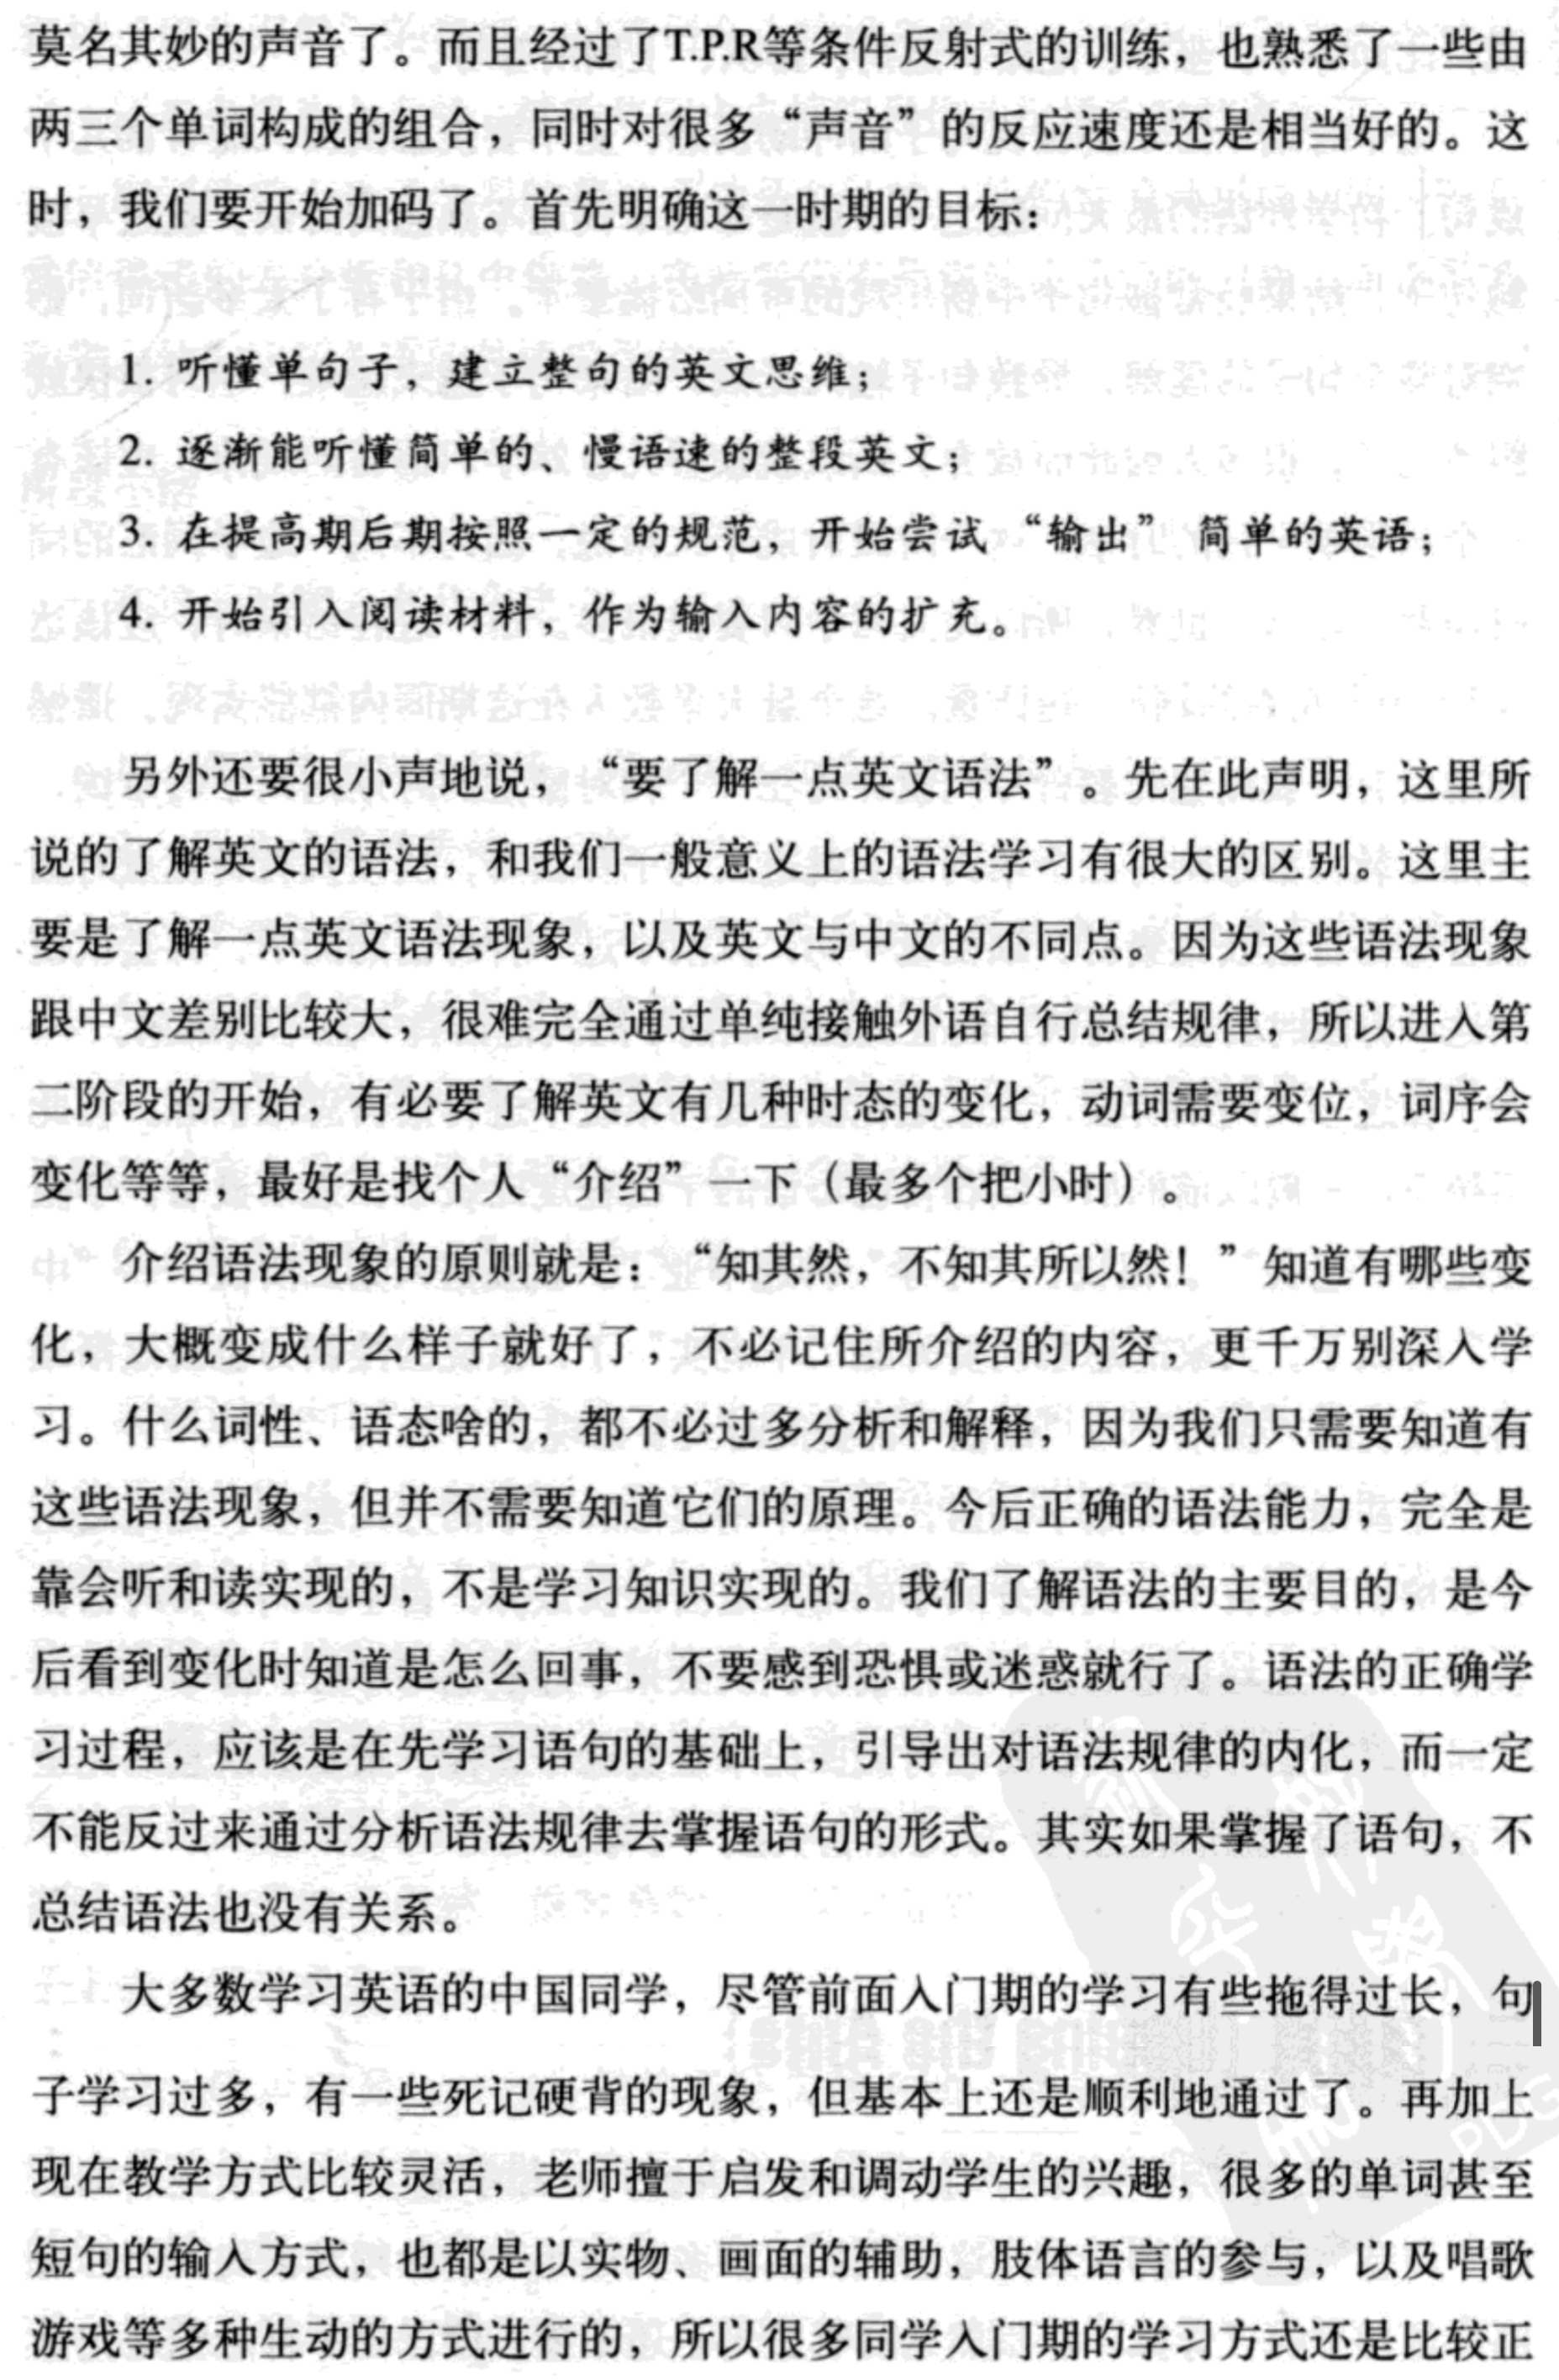 莫名其妙的声音了。而且经过了T.P.R等条件反射式的训练，也熟悉了一些由
两三个单词构成的组合，同时对很多“声音”的反应速度还是相当好的。这
时，我们要开始加码了。首先明确这一时期的目标：
1. 听懂单句子，建立整句的英文思维；
2. 逐渐能听懂简单的、慢语速的整段英文；
3. 在提高期后期按照一定的规范，开始尝试“输出”简单的英语；
4. 开始引入阅读材料，作为输入内容的扩充。
另外还要很小声地说，“要了解一点英文语法”。先在此声明，这里所
说的了解英文的语法，和我们一般意义上的语法学习有很大的区别。这里主
要是了解一点英文语法现象，以及英文与中文的不同点。因为这些语法现象
跟中文差别比较大，很难完全通过单纯接触外语自行总结规律，所以进入第
二阶段的开始，有必要了解英文有几种时态的变化，动词需要变位，词序会
变化等等，最好是找个人“介绍”一下（最多个把小时）。
介绍语法现象的原则就是：“知其然，不知其所以然！”知道有哪些变
化，大概变成什么样子就好了，不必记住所介绍的内容，更千万别深入学
习。什么词性、语态啥的，都不必过多分析和解释，因为我们只需要知道有
这些语法现象，但并不需要知道它们的原理。今后正确的语法能力，完全是
靠会听和读实现的，不是学习知识实现的。我们了解语法的主要目的，是今
后看到变化时知道是怎么回事，不要感到恐惧或迷惑就行了。语法的正确学
习过程，应该是在先学习语句的基础上，引导出对语法规律的内化，而一定
不能反过来通过分析语法规律去掌握语句的形式。其实如果掌握了语句，不
总结语法也没有关系。
大多数学习英语的中国同学，尽管前面入门期的学习有些拖得过长，句
子学习过多，有一些死记硬背的现象，但基本上还是顺利地通过了。再加上
现在教学方式比较灵活，老师擅于启发和调动学生的兴趣，很多的单词甚至
短句的输入方式，也都是以实物、画面的辅助，肢体语言的参与，以及唱歌
游戏等多种生动的方式进行的，所以很多同学入门期的学习方式还是比较正